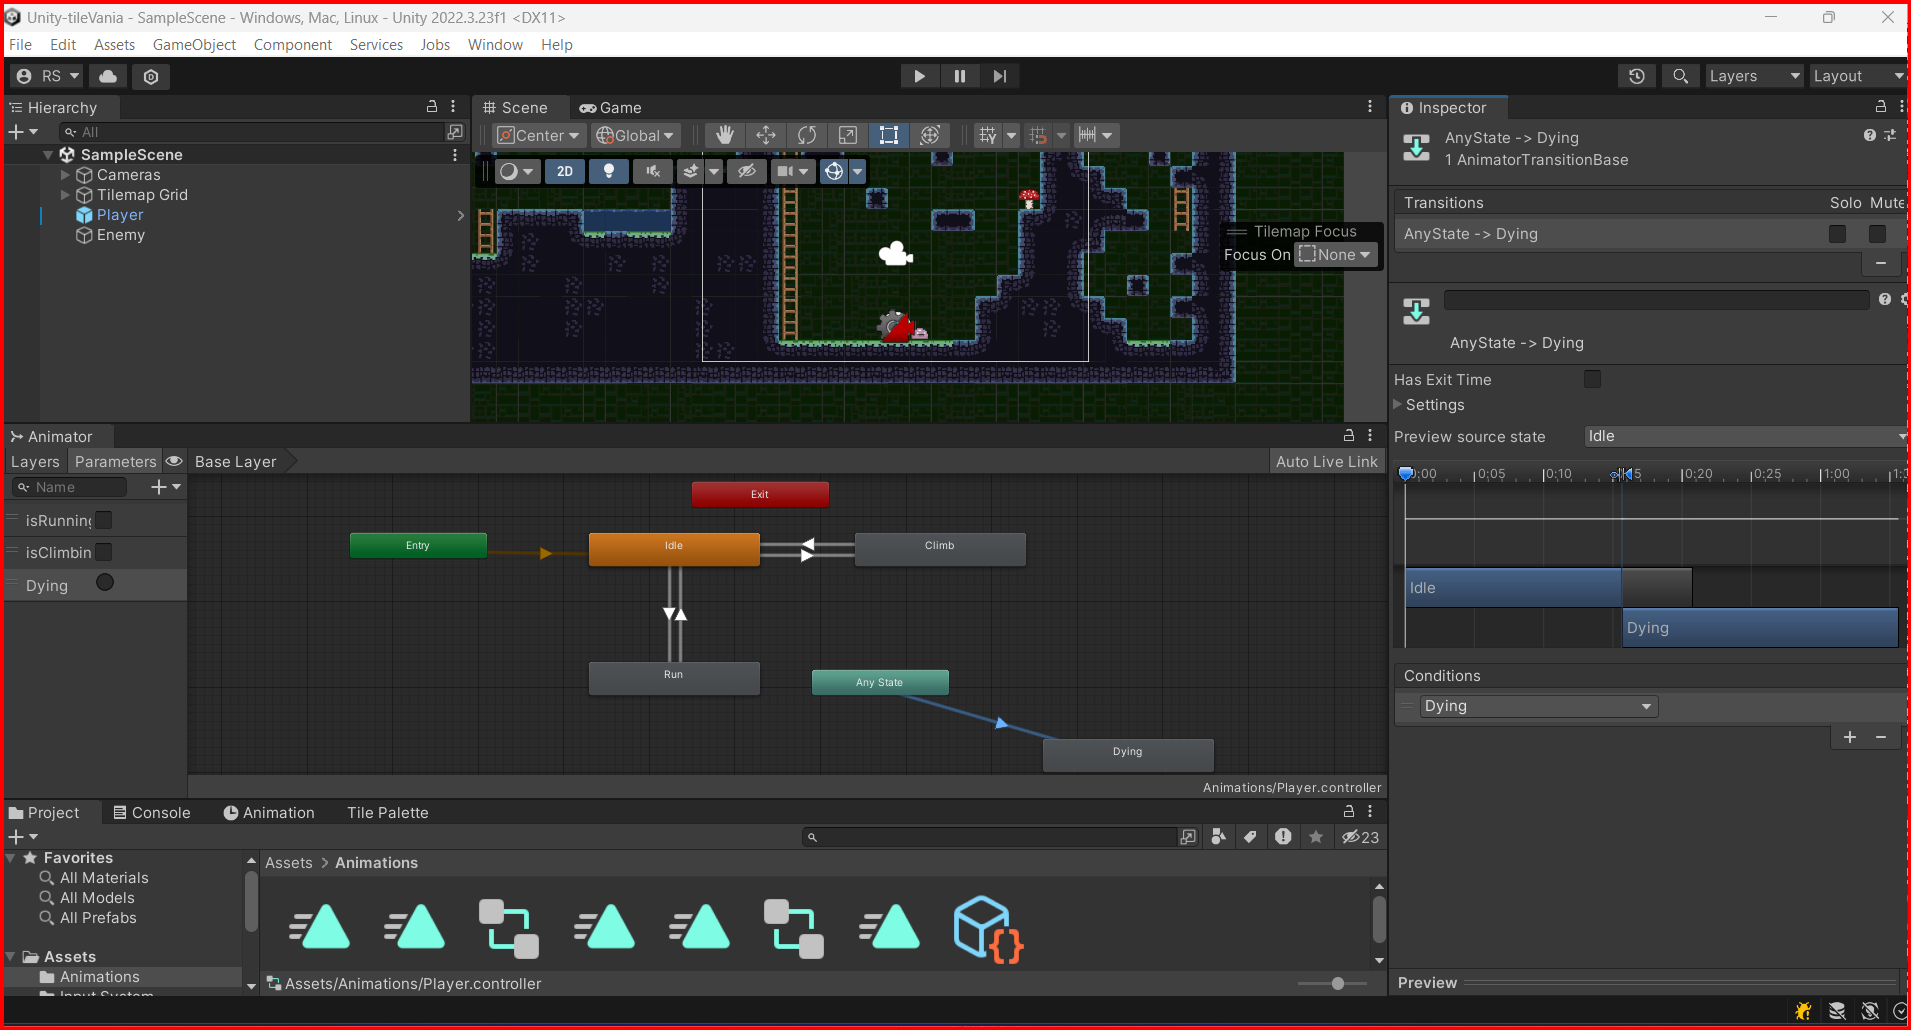 Unity-tileVania - SampleScene - Windows, Mac, Linux - Unity 2022.3.23f1 <DX11>
File Edit Assets GameObject Component Services Jobs Window Help
RS
Layers Layout
Hierarchy
All
SampleScene
Cameras
Tilemap Grid
Player
Enemy
Scene Game
Center Global
2D
Tilemap Focus
Focus On None
Inspector
AnyState -> Dying
1 AnimatorTransitionBase
Transitions Solo Mute
AnyState -> Dying
AnyState -> Dying
Has Exit Time
Settings
Preview source state Idle
0:05 0:10 0:20 0:25 1:00
Idle
Dying
Conditions
Dying
Preview
Animator
Layers Parameters Base Layer Auto Live Link
Name
isRunning
isClimbin
Dying
Exit
Entry
Idle
Climb
Run
Any State
Dying
Animations/Player.controller
Project Console Animation Tile Palette
23
Favorites
All Materials
All Models
All Prefabs
Assets
Animations
Assets > Animations
Assets/Animations/Player.controller